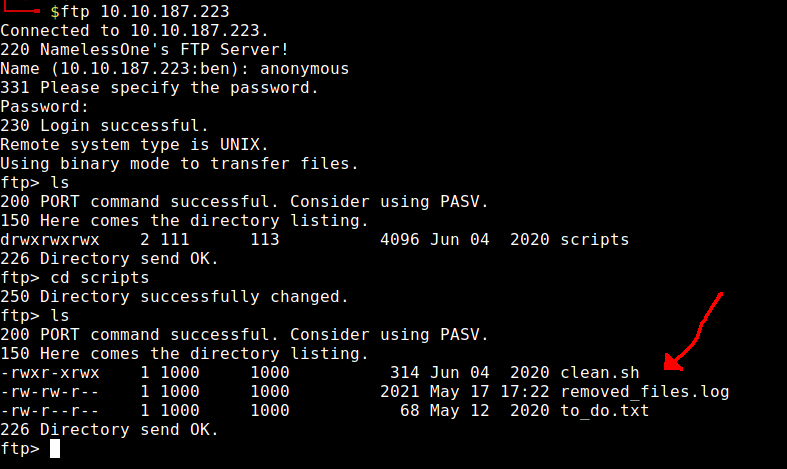 $ftp 10.10.187.223
Connected to 10.10.187.223.
220 NamelessOne's FTP Server!
Name (10.10.187.223:ben): anonymous
331 Please specify the password.
Password:
230 Login successful.
Remote system type is UNIX.
Using binary mode to transfer files.
ftp> ls
200 PORT command successful. Consider using PASV.
150 Here comes the directory listing.
drwxrwxrwx    2 111      113          4096 Jun 04  2020 scripts
226 Directory send OK.
ftp> cd scripts
250 Directory successfully changed.
ftp> ls
200 PORT command successful. Consider using PASV.
150 Here comes the directory listing.
-rwxr-xrwx    1 1000     1000          314 Jun 04  2020 clean.sh
-rw-rw-r--    1 1000     1000         2021 May 17 17:22 removed_files.log
-rw-r--r--    1 1000     1000           68 May 12  2020 to_do.txt
226 Directory send OK.
ftp>